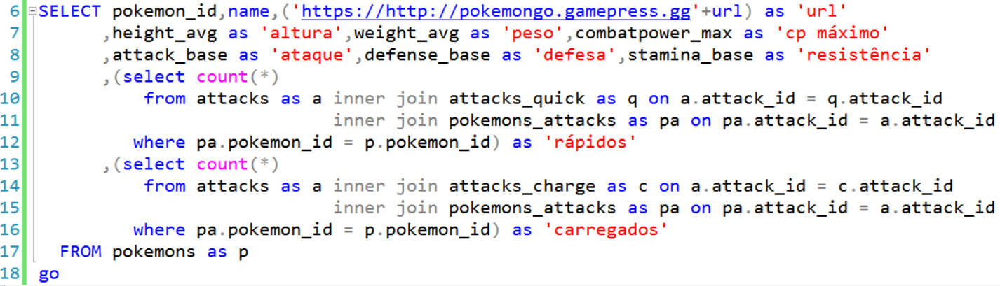 6 SELECT pokemon_id,name,('https://http://pokemongo.gamepress.gg'+url) as 'url'
7 ,height_avg as 'altura',weight_avg as 'peso',combatpower_max as 'cp máximo'
8 ,attack_base as 'ataque',defense_base as 'defesa',stamina_base as 'resistência'
9 ,(select count(*)
10 from attacks as a inner join attacks_quick as q on a.attack_id = q.attack_id
11 inner join pokemons_attacks as pa on pa.attack_id = a.attack_id
12 where pa.pokemon_id = p.pokemon_id) as 'rápidos'
13 ,(select count(*)
14 from attacks as a inner join attacks_charge as c on a.attack_id = c.attack_id
15 inner join pokemons_attacks as pa on pa.attack_id = a.attack_id
16 where pa.pokemon_id = p.pokemon_id) as 'carregados'
17 FROM pokemons as p
18 go